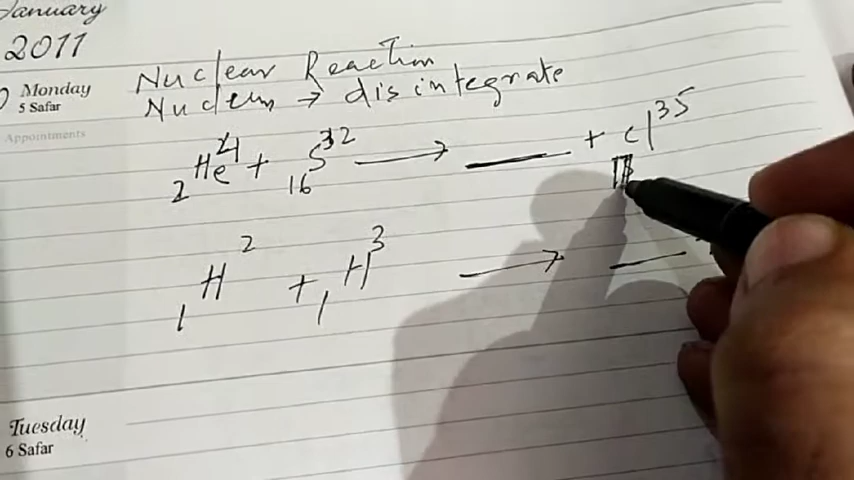 January
2011
Monday
5 Safar
Appointments
Nuclear Reaction
Nucleus → disintegrate
₂He⁴ + ₁₆S³² → ___ + Cl³⁵
₁H² + ₁H³ → ___
Tuesday
6 Safar